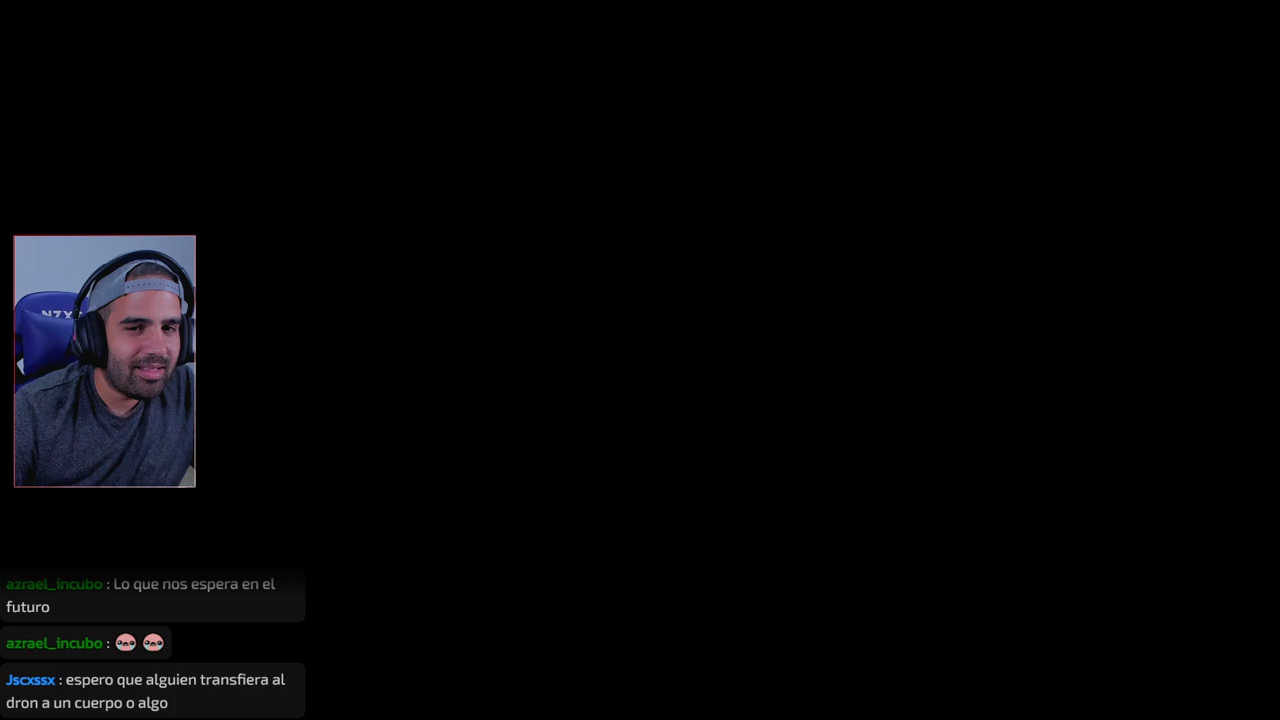 NZXT
azrael_incubo : Lo que nos espera en el
futuro
azrael_incubo :
Jscxssx : espero que alguien transfiera al
dron a un cuerpo o algo